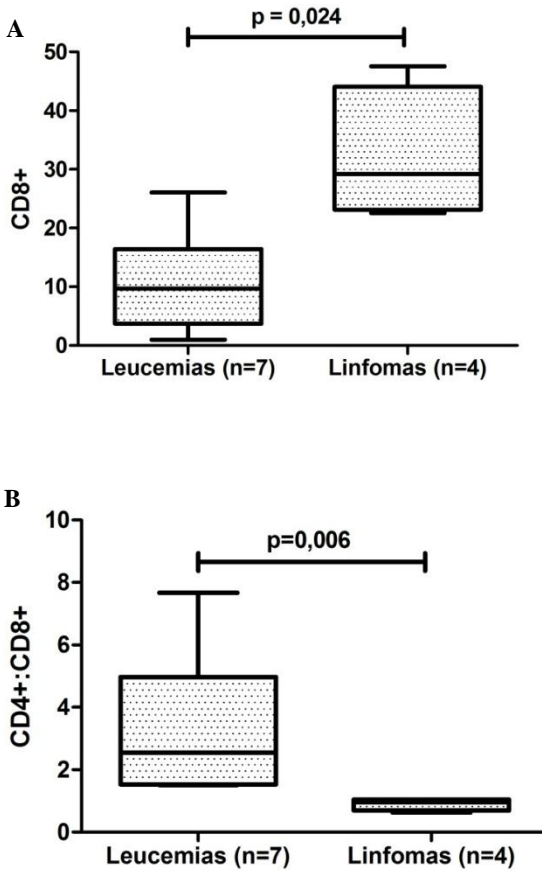 A
p = 0,024
50
40
30
20
10
0
CD8+
Leucemias (n=7) Linfomas (n=4)
B
p=0,006
10
8
6
4
2
0
CD4+:CD8+
Leucemias (n=7) Linfomas (n=4)